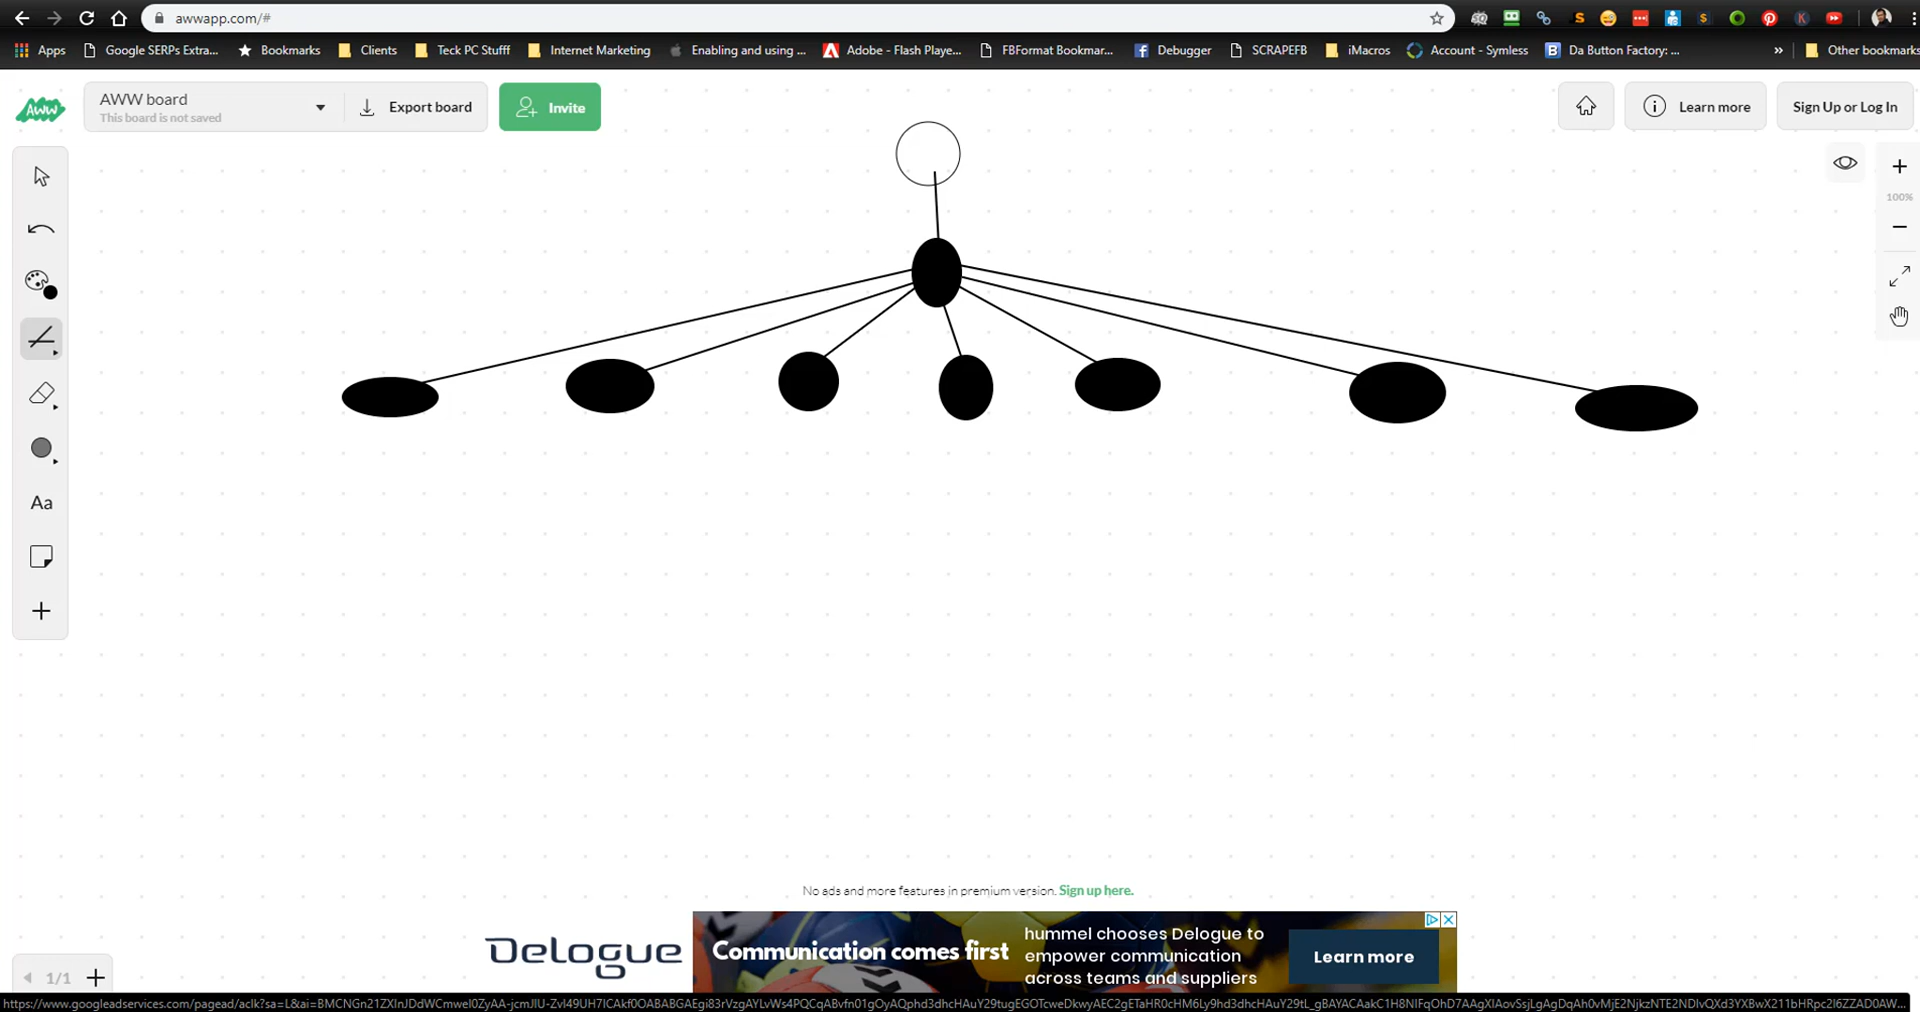 awwapp.com/#
Apps Google SERPs Extra... Bookmarks Clients Teck PC Stufff Internet Marketing Enabling and using ... Adobe - Flash Playe... FBFormat Bookmar... Debugger SCRAPEFB iMacros Account - Symless Da Button Factory: ... » Other bookmarks
AWW
AWW board
This board is not saved
Export board
Invite
Learn more
Sign Up or Log In
100%
Aa
No ads and more features in premium version. Sign up here.
Delogue
Communication comes first
hummel chooses Delogue to
empower communication
across teams and suppliers
Learn more
1/1